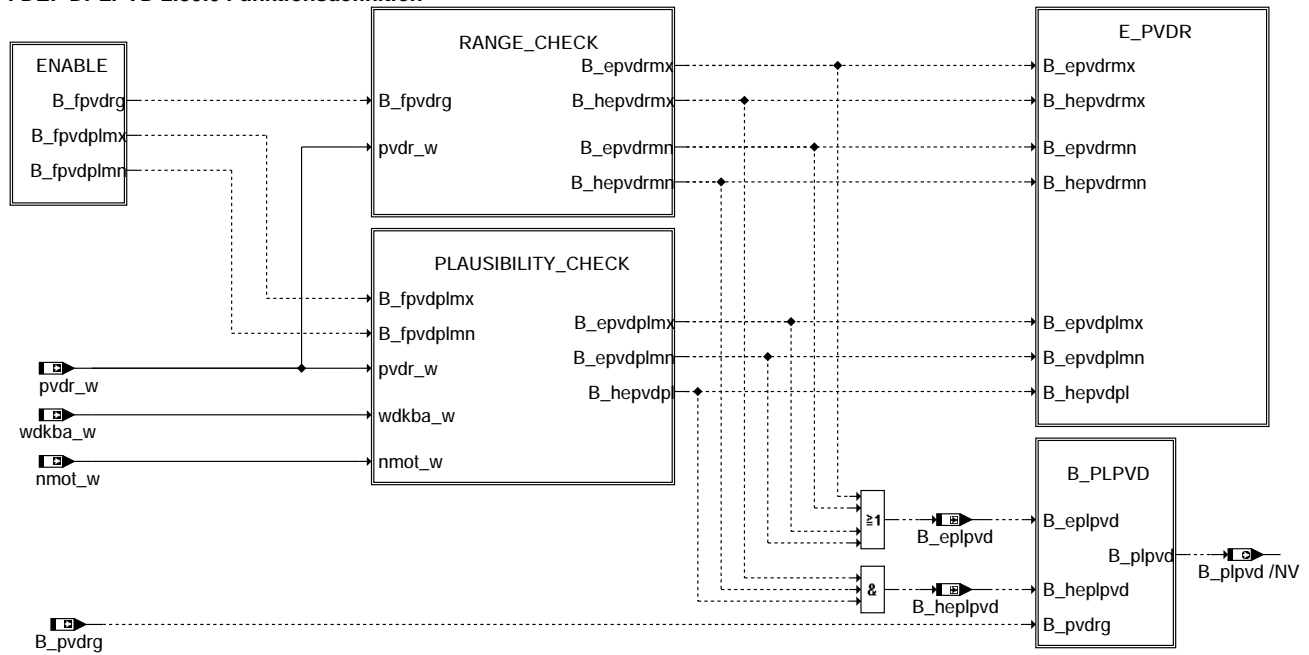 ENABLE
B_fpvdrg
B_fpvdplmx
B_fpvdplmn
RANGE_CHECK
B_epvdrmx
B_fpvdrg
B_hepvdrmx
pvdr_w
B_epvdrmn
B_hepvdrmn
PLAUSIBILITY_CHECK
B_fpvdplmx
B_fpvdplmn
B_epvdplmx
B_epvdplmn
pvdr_w
B_hepvdpl
wdkba_w
nmot_w
pvdr_w
wdkba_w
nmot_w
E_PVDR
B_epvdrmx
B_hepvdrmx
B_epvdrmn
B_hepvdrmn
B_epvdplmx
B_epvdplmn
B_hepvdpl
≥1
B_eplpvd
&
B_heplpvd
B_PLPVD
B_eplpvd
B_plpvd
B_heplpvd
B_pvdrg
B_plpvd /NV
B_pvdrg